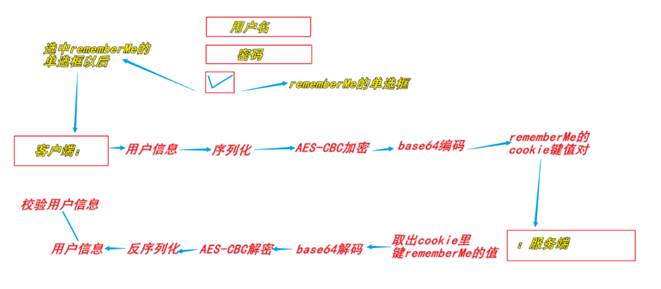 用户名
密码
选中rememberMe的
单选框以后
rememberMe的单选框
客户端：
用户信息
序列化
AES-CBC加密
base64编码
rememberMe的
cookie键值对
校验用户信息
用户信息
反序列化
AES-CBC解密
base64解码
取出cookie里
键rememberMe的值
：服务端